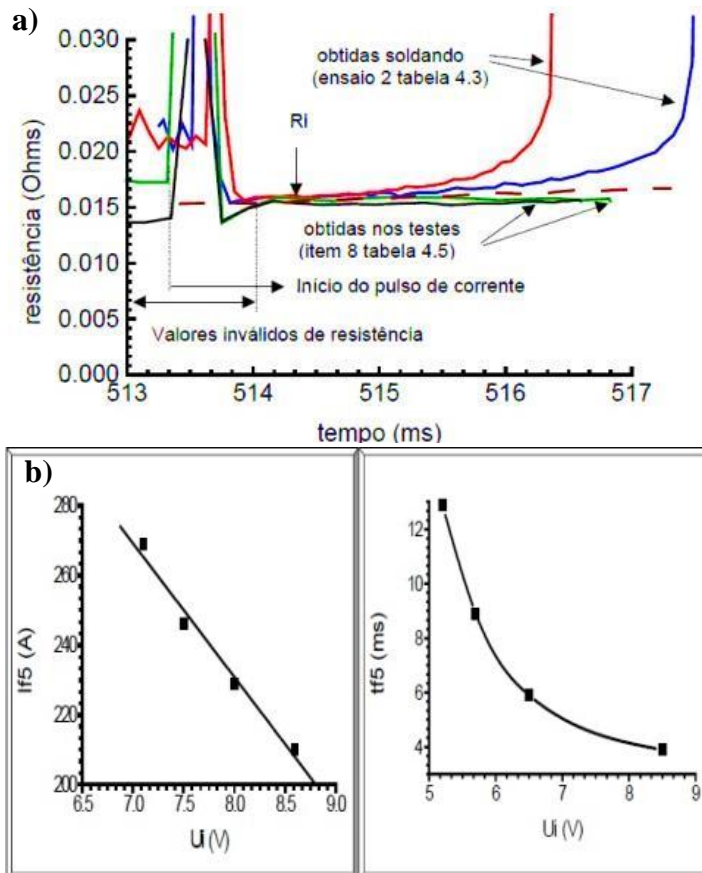 a)
0.030
0.025
0.020
0.015
0.010
0.005
0.000
resistência (Ohms)
obtidas soldando
(ensaio 2 tabela 4.3)
Ri
obtidas nos testes
(item 8 tabela 4.5)
Início do pulso de corrente
Valores inválidos de resistência
513
514
515
516
517
tempo (ms)
b)
280
260
240
220
200
If5 (A)
6.5
7.0
7.5
8.0
8.5
9.0
Ui (V)
12
10
8
6
4
tf5 (ms)
5
6
7
8
9
Ui (V)